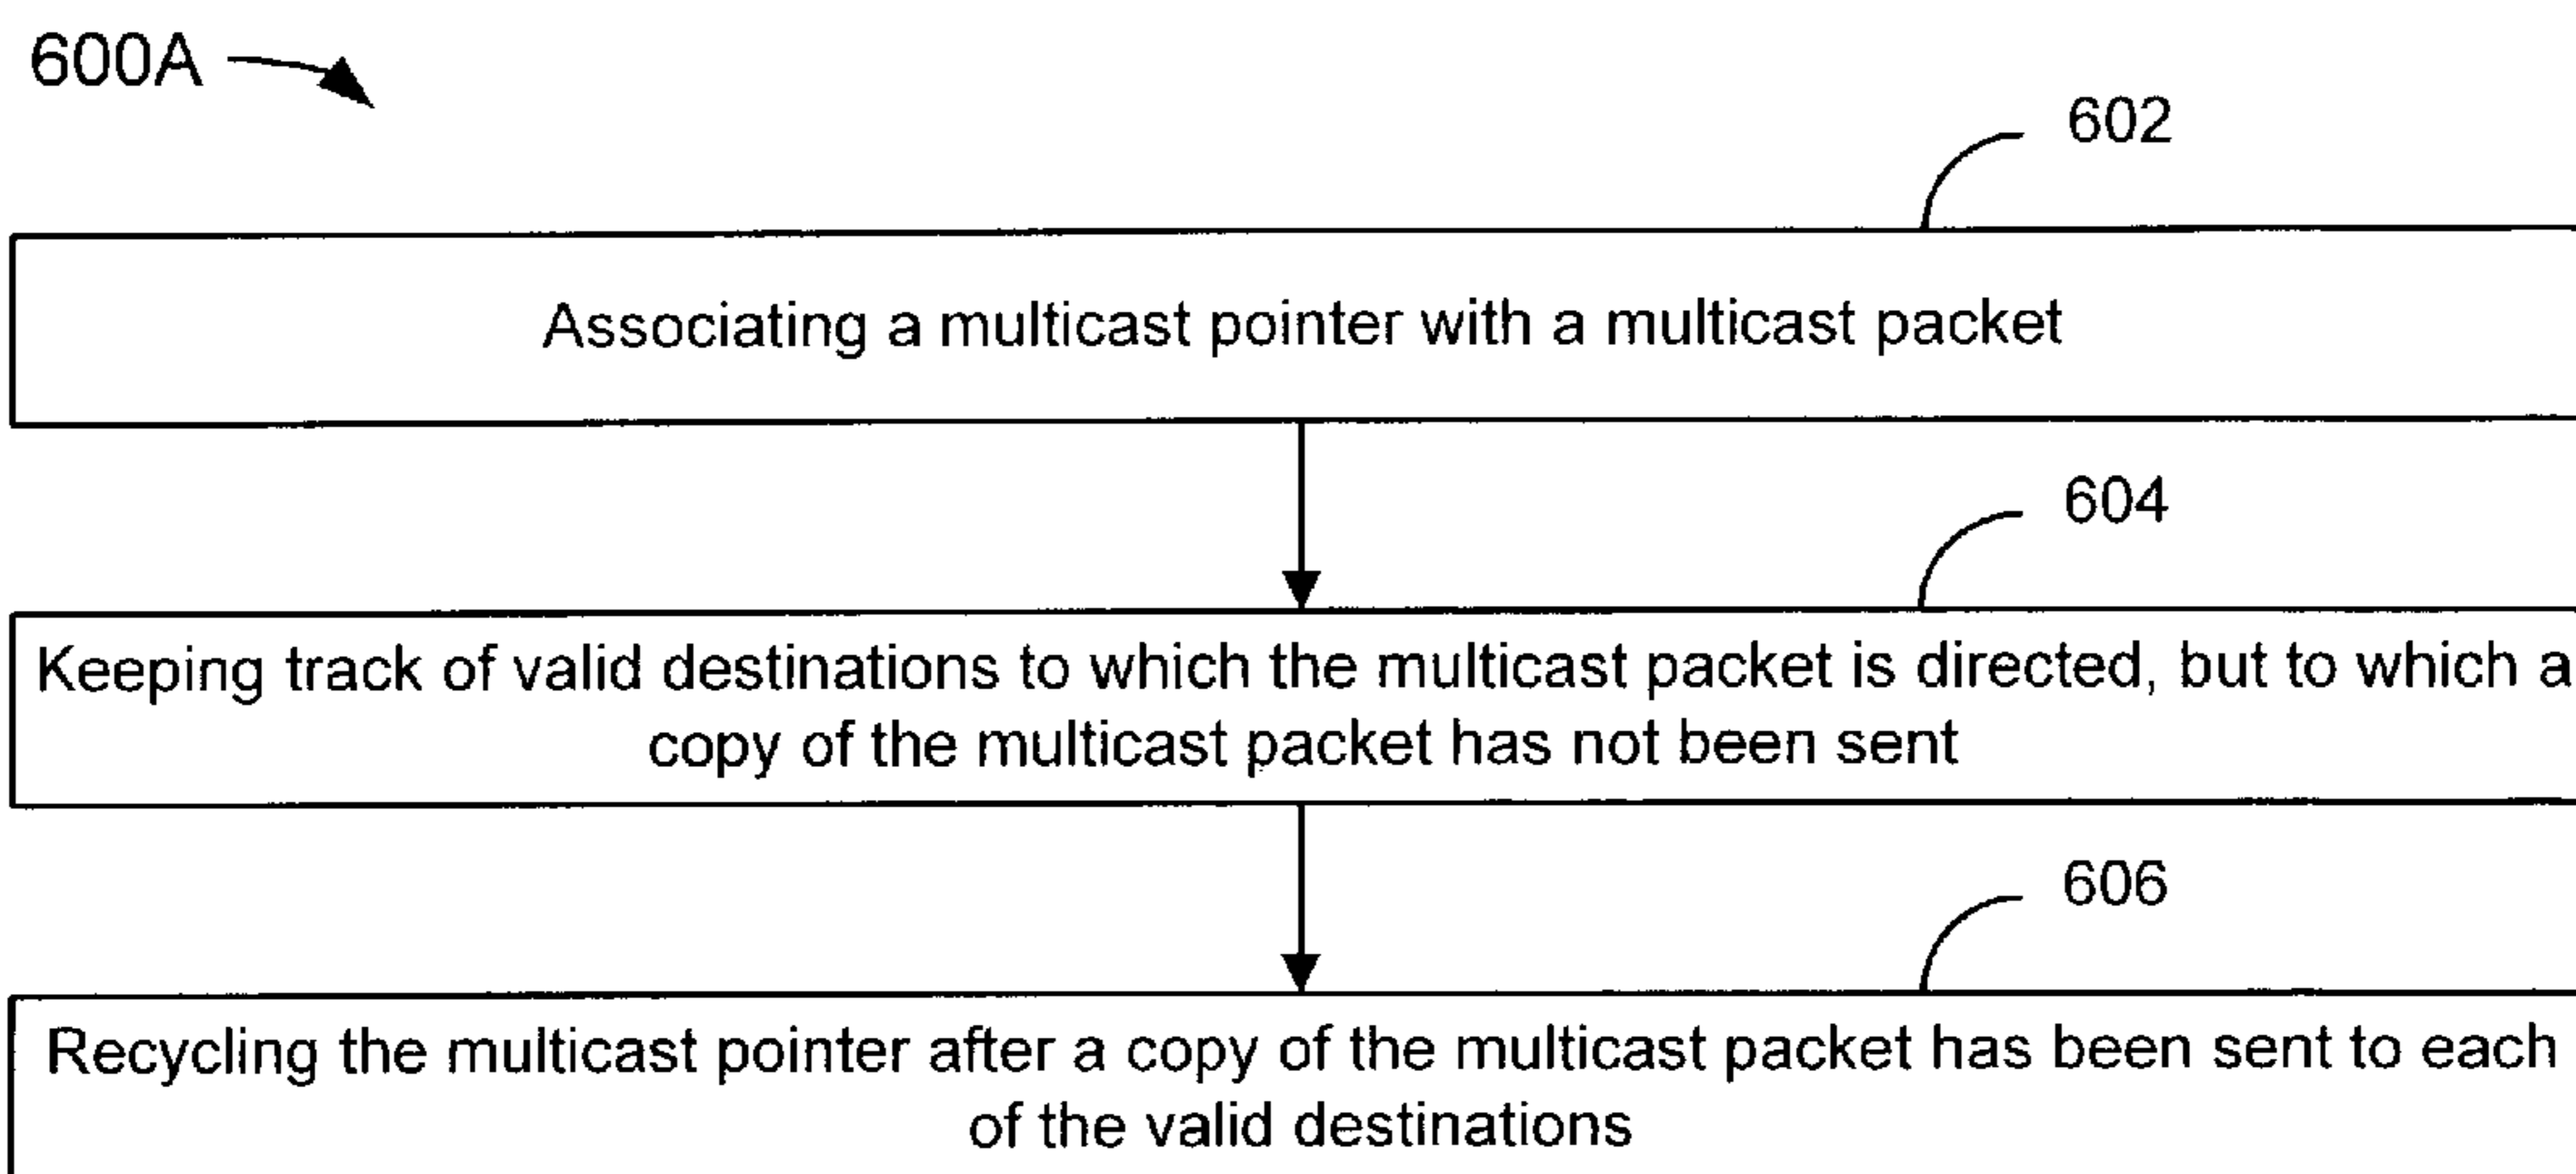 600A
602
Associating a multicast pointer with a multicast packet
604
Keeping track of valid destinations to which the multicast packet is directed, but to which a
copy of the multicast packet has not been sent
606
Recycling the multicast pointer after a copy of the multicast packet has been sent to each
of the valid destinations